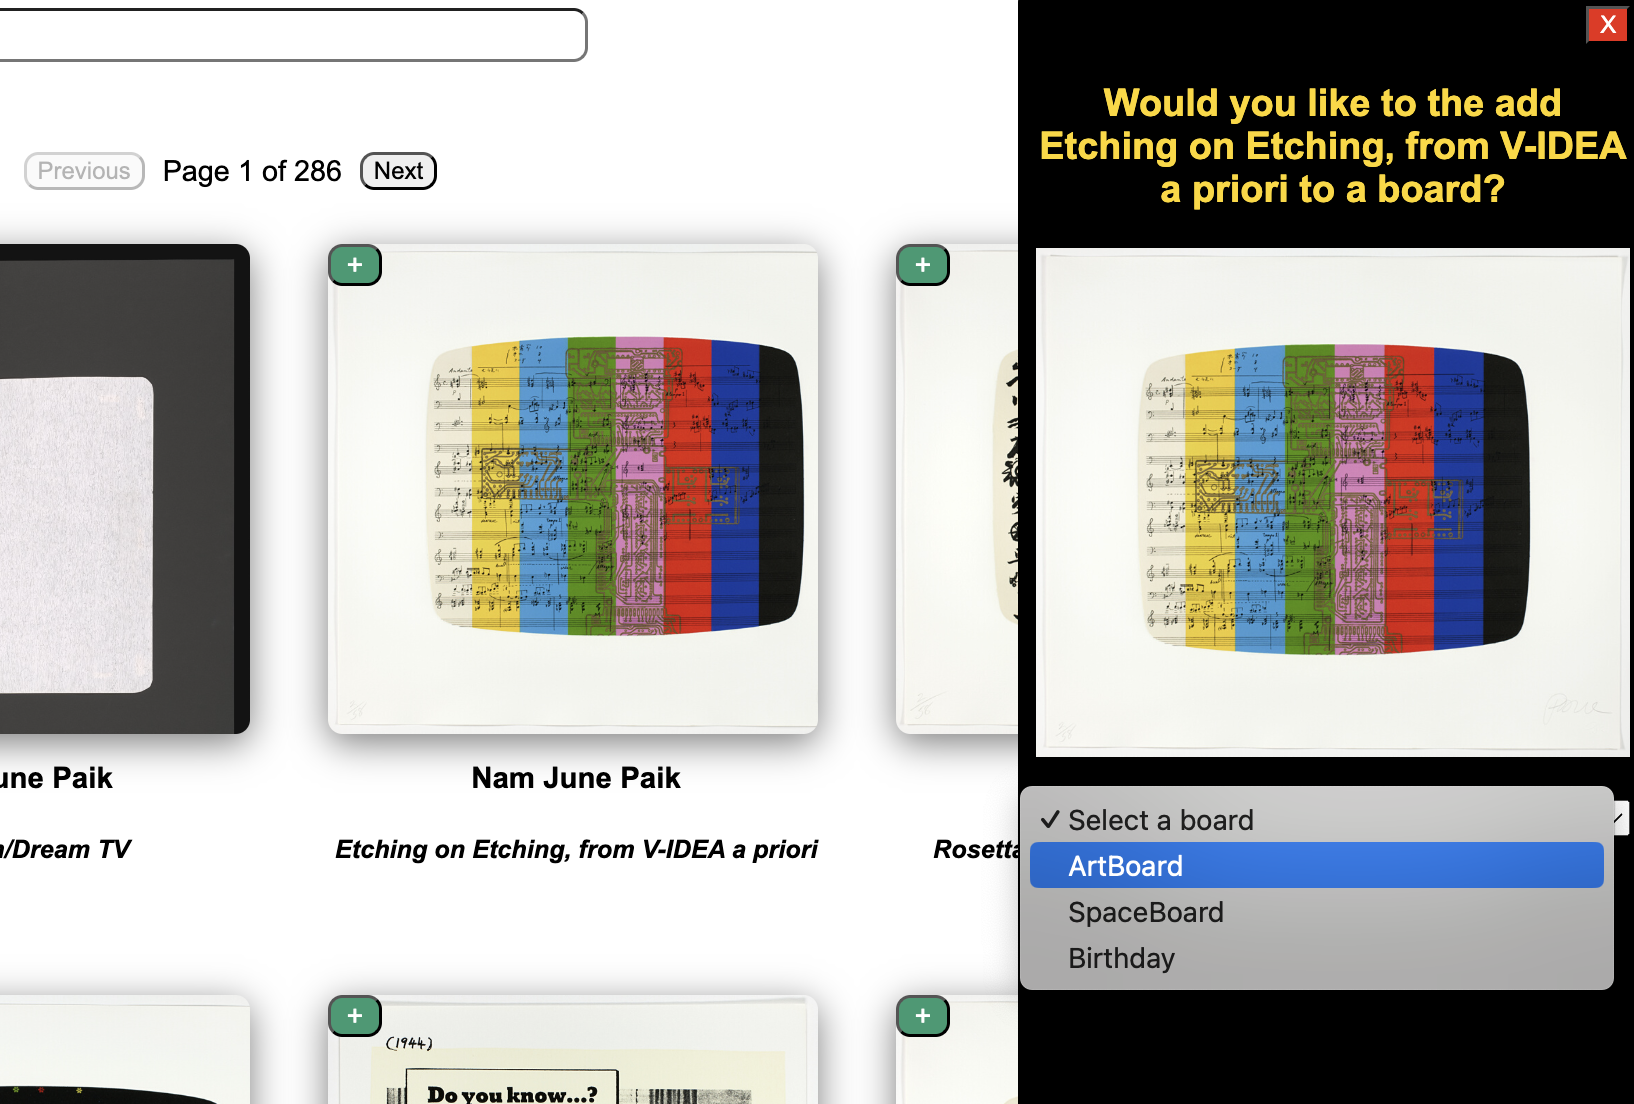 Previous
Page 1 of 286
Next
+
+
une Paik
Nam June Paik
/Dream TV
Etching on Etching, from V-IDEA a priori
Rosetta
+
+
(1944)
Do you know...?
X
Would you like to the add
Etching on Etching, from V-IDEA
a priori to a board?
✓ Select a board
ArtBoard
SpaceBoard
Birthday